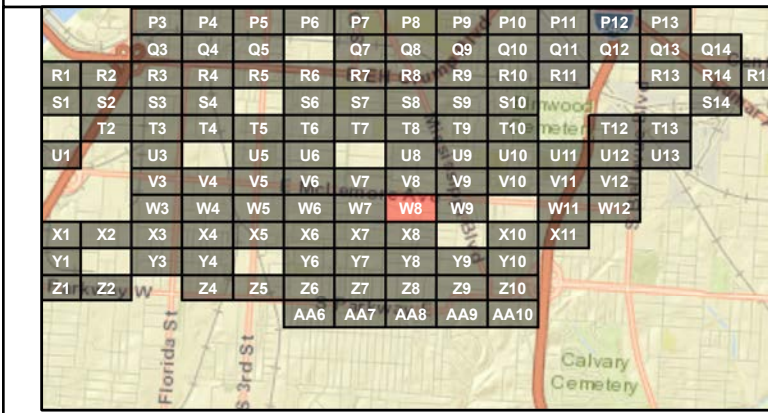 P3 P4 P5 P6 P7 P8 P9 P10 P11 P12 P13
Q3 Q4 Q5 Q7 Q8 Q9 Q10 Q11 Q12 Q13 Q14
R1 R2 R3 R4 R5 R6 R7 R8 R9 R10 R11 R13 R14
S1 S2 S3 S4 S6 S7 S8 S9 S10 S14
T2 T3 T4 T5 T6 T7 T8 T9 T10 T12 T13
U1 U3 U5 U6 U8 U9 U10 U11 U12 U13
V3 V4 V5 V6 V7 V8 V9 V10 V11 V12
E McLemore Ave
W3 W4 W5 W6 W7 W8 W9 W11 W12
X1 X2 X3 X4 X5 X6 X7 X8 X10 X11
Y1 Y3 Y4 Y6 Y7 Y8 Y9 Y10
Z1 Z2 Z4 Z5 Z6 Z7 Z8 Z9 Z10
S Parkway E
AA6 AA7 AA8 AA9 AA10
Florida St
S 3rd St
Calvary
Cemetery